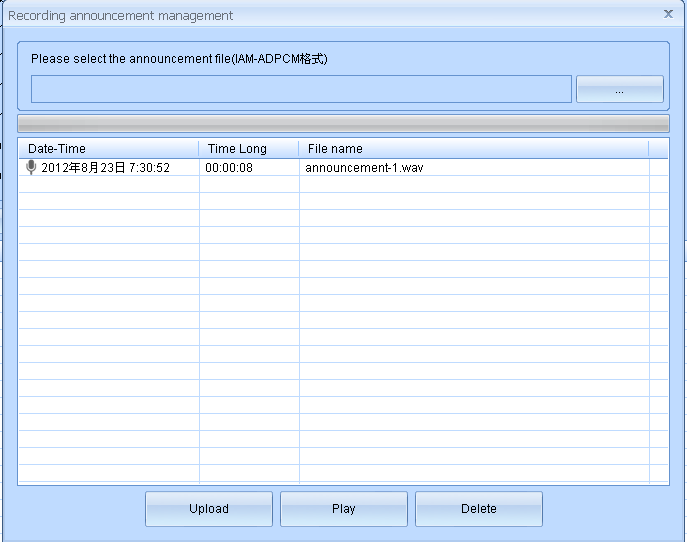 Recording announcement management
Please select the announcement file(IAM-ADPCM格式)
...
Date-Time Time Long File name
2012年8月23日 7:30:52 00:00:08 announcement-1.wav
Upload Play Delete